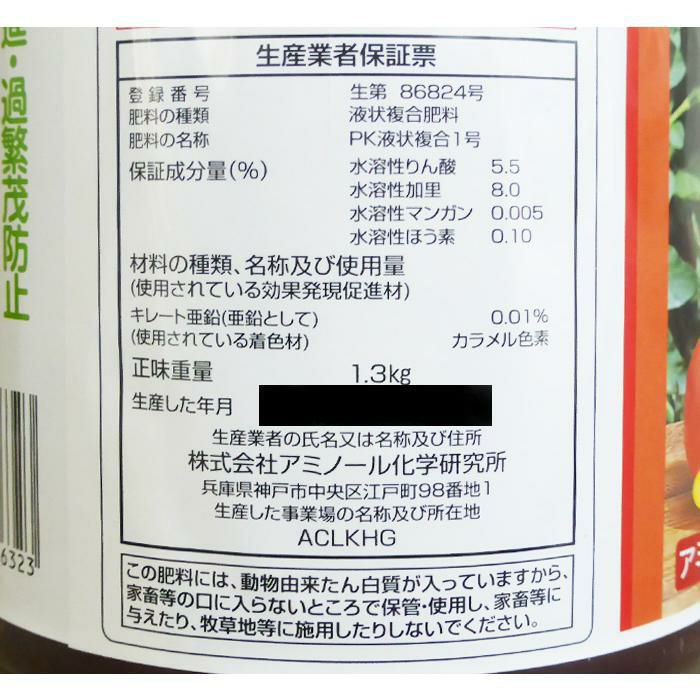 進・過繁茂防止
生産業者保証票
登録番号 生第 86824号
肥料の種類 液状複合肥料
肥料の名称 PK液状複合1号
保証成分量(%) 水溶性りん酸 5.5
水溶性加里 8.0
水溶性マンガン 0.005
水溶性ほう素 0.10
材料の種類、名称及び使用量
(使用されている効果発現促進材)
キレート亜鉛(亜鉛として) 0.01%
(使用されている着色材) カラメル色素
正味重量 1.3kg
生産した年月
生産業者の氏名又は名称及び住所
株式会社アミノール化学研究所
兵庫県神戸市中央区江戸町98番地1
生産した事業場の名称及び所在地
ACLKHG
この肥料には、動物由来たん白質が入っていますから、
家畜等の口に入らないところで保管・使用し、家畜等に
与えたり、牧草地等に施用したりしないでください。
6323
ア